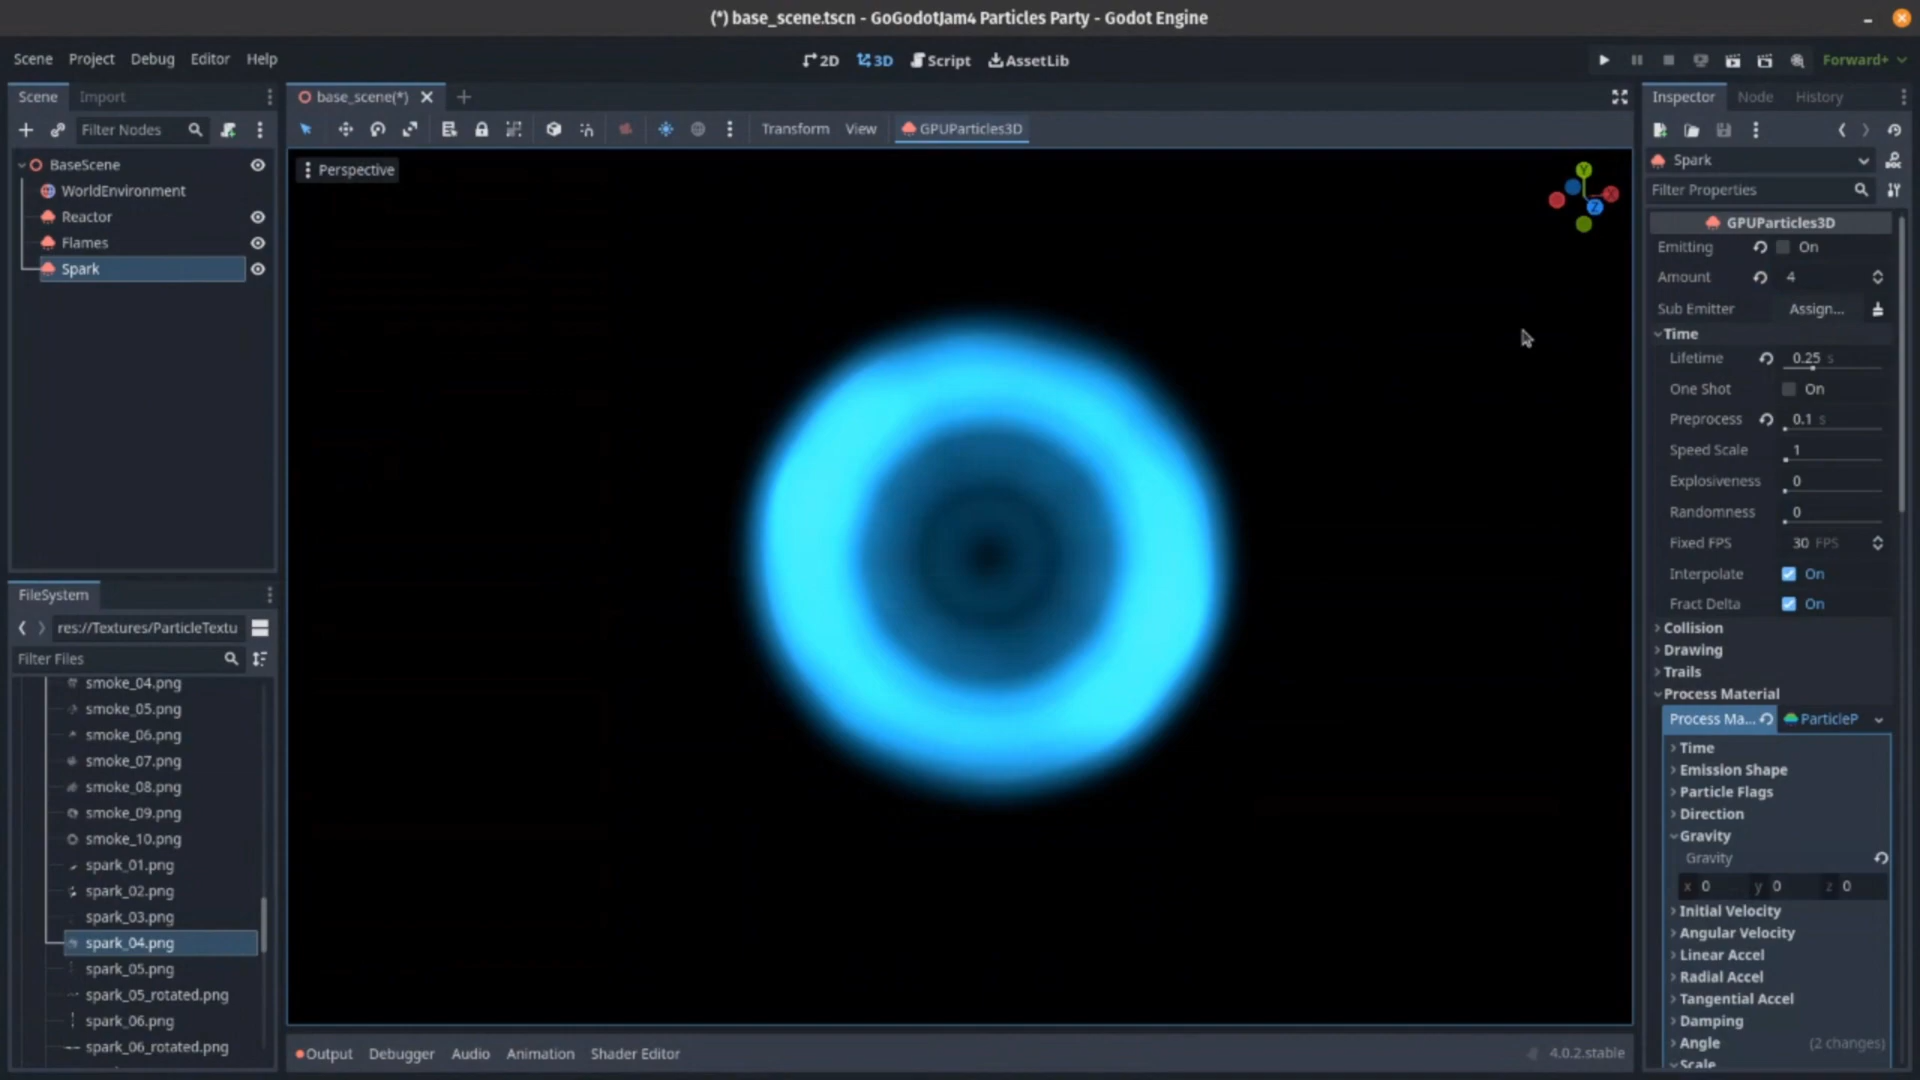 (*) base_scene.tscn - GoGodotJam4 Particles Party - Godot Engine
Scene Project Debug Editor Help
2D 3D Script AssetLib
Forward+
Scene Import
base_scene(*)
Inspector Node History
Filter Nodes
Transform View GPUParticles3D
BaseScene
WorldEnvironment
Reactor
Flames
Spark
Perspective
Y
X
Z
Spark
Filter Properties
GPUParticles3D
Emitting On
Amount 4
Sub Emitter Assign...
Time
Lifetime 0.25 s
One Shot On
Preprocess 0.1 s
Speed Scale 1
Explosiveness 0
Randomness 0
Fixed FPS 30 FPS
Interpolate On
Fract Delta On
Collision
Drawing
Trails
Process Material
Process Ma... ParticleP
Time
Emission Shape
Particle Flags
Direction
Gravity
Gravity
x 0 y 0 z 0
Initial Velocity
Angular Velocity
Linear Accel
Radial Accel
Tangential Accel
Damping
Angle (2 changes)
Scale
FileSystem
res://Textures/ParticleTextu
Filter Files
smoke_04.png
smoke_05.png
smoke_06.png
smoke_07.png
smoke_08.png
smoke_09.png
smoke_10.png
spark_01.png
spark_02.png
spark_03.png
spark_04.png
spark_05.png
spark_05_rotated.png
spark_06.png
spark_06_rotated.png
Output Debugger Audio Animation Shader Editor
4.0.2.stable